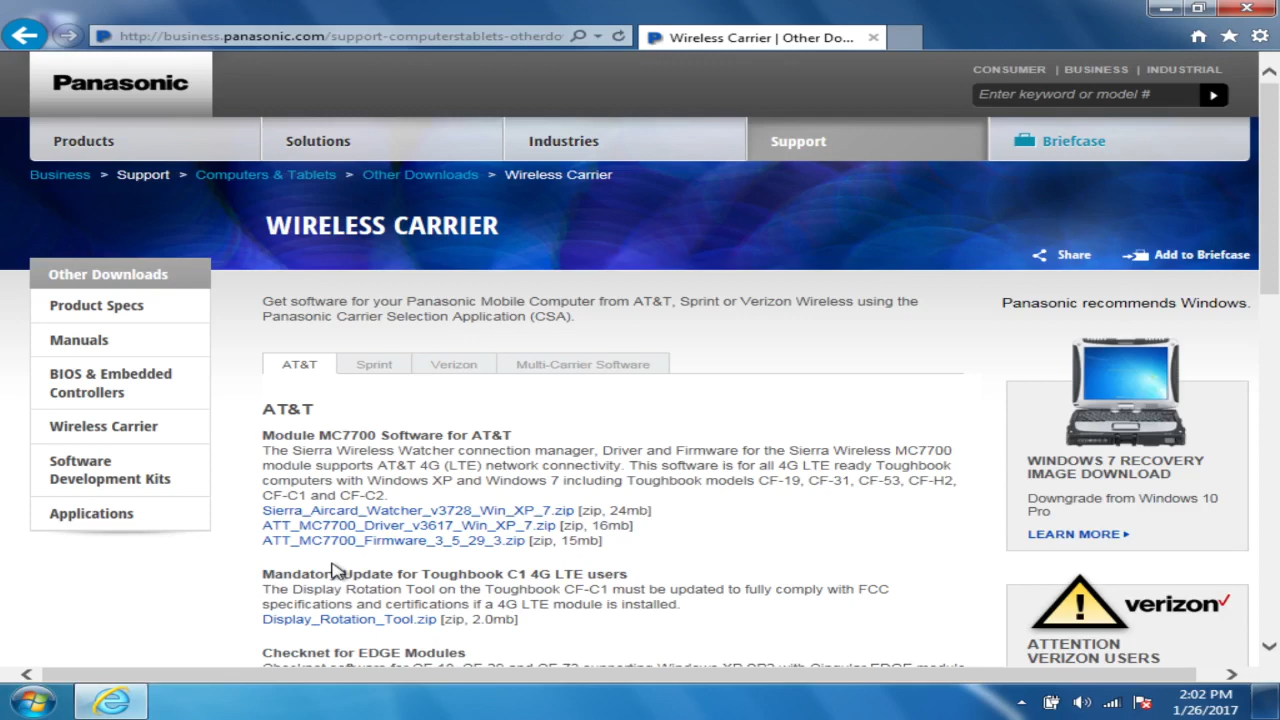 http://business.panasonic.com/support-computerstablets-otherdo
Wireless Carrier | Other Do...
Panasonic
CONSUMER | BUSINESS | INDUSTRIAL
Enter keyword or model #
Products
Solutions
Industries
Support
Briefcase
Business > Support > Computers & Tablets > Other Downloads > Wireless Carrier
WIRELESS CARRIER
Share
Add to Briefcase
Other Downloads
Product Specs
Manuals
BIOS & Embedded
Controllers
Wireless Carrier
Software
Development Kits
Applications
Get software for your Panasonic Mobile Computer from AT&T, Sprint or Verizon Wireless using the
Panasonic Carrier Selection Application (CSA).
AT&T
Sprint
Verizon
Multi-Carrier Software
AT&T
Module MC7700 Software for AT&T
The Sierra Wireless Watcher connection manager, Driver and Firmware for the Sierra Wireless MC7700
module supports AT&T 4G (LTE) network connectivity. This software is for all 4G LTE ready Toughbook
computers with Windows XP and Windows 7 including Toughbook models CF-19, CF-31, CF-53, CF-H2,
CF-C1 and CF-C2.
Sierra_Aircard_Watcher_v3728_Win_XP_7.zip [zip, 24mb]
ATT_MC7700_Driver_v3617_Win_XP_7.zip [zip, 16mb]
ATT_MC7700_Firmware_3_5_29_3.zip [zip, 15mb]
Mandatory Update for Toughbook C1 4G LTE users
The Display Rotation Tool on the Toughbook CF-C1 must be updated to fully comply with FCC
specifications and certifications if a 4G LTE module is installed.
Display_Rotation_Tool.zip [zip, 2.0mb]
Checknet for EDGE Modules
Panasonic recommends Windows.
WINDOWS 7 RECOVERY
IMAGE DOWNLOAD
Downgrade from Windows 10
Pro
LEARN MORE
verizon
ATTENTION
VERIZON USERS
2:02 PM
1/26/2017